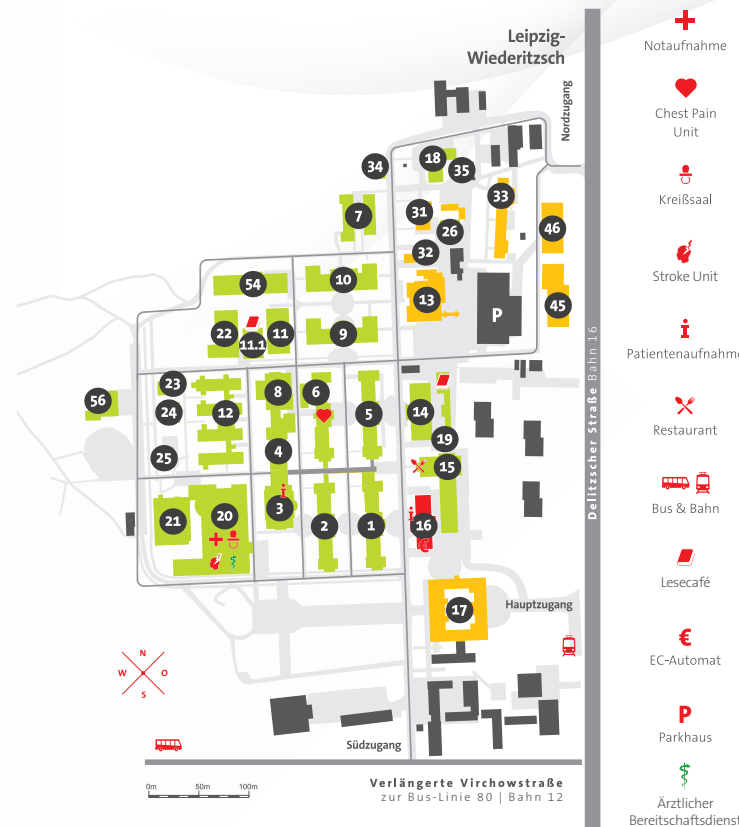 Leipzig-
Wiederitzsch
Nordzugang
34
18
35
7
31
33
26
46
32
54
10
13
45
P
22
11.1
11
9
23
8
6
56
24
12
5
14
25
4
19
15
3
21
20
2
1
16
17
Hauptzugang
N
W
O
S
Südzugang
0m
50m
100m
Verlängerte Virchowstraße
zur Bus-Linie 80 | Bahn 12
Delitzscher Straße Bahn 16
Notaufnahme
Chest Pain
Unit
Kreißsaal
Stroke Unit
Patientenaufnahme
Restaurant
Bus & Bahn
Lesecafé
€
EC-Automat
P
Parkhaus
Ärztlicher
Bereitschaftsdienst